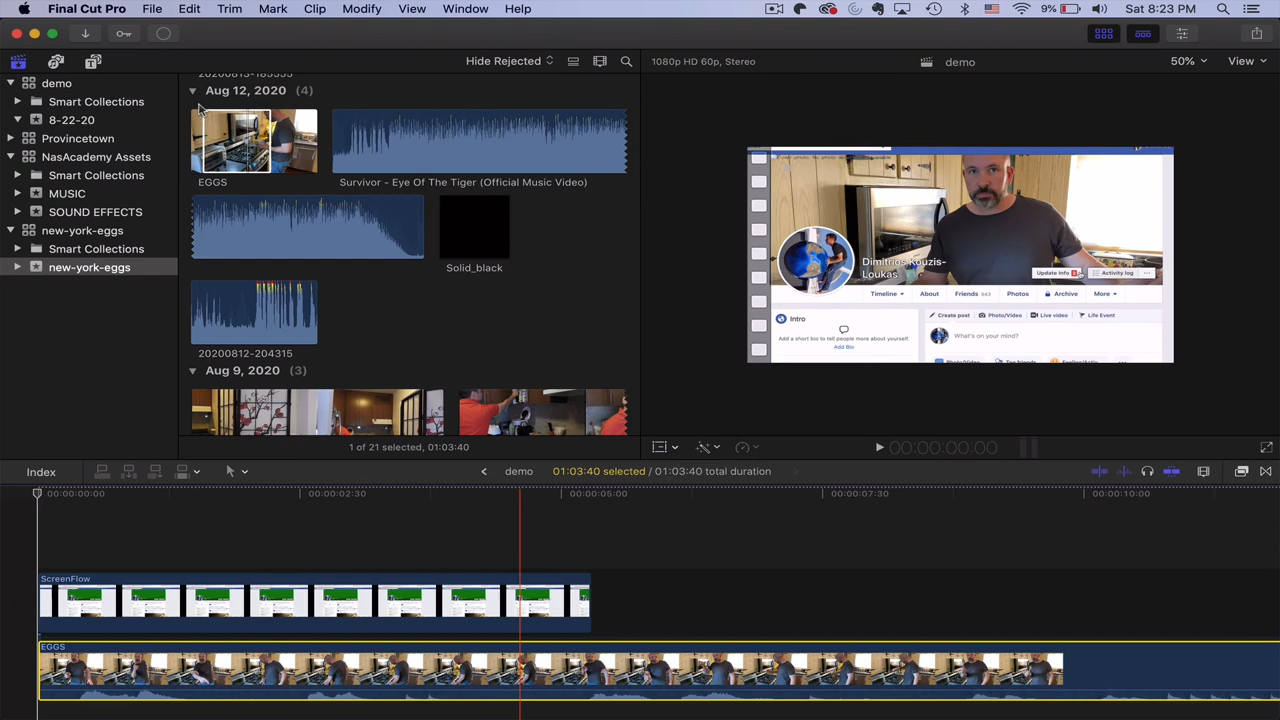 Final Cut Pro File Edit Trim Mark Clip Modify View Window Help 9% Sat 8:23 PM
Hide Rejected
1080p HD 60p, Stereo demo 50% View
demo
Smart Collections
8-22-20
Provincetown
NasAcademy Assets
Smart Collections
MUSIC
SOUND EFFECTS
new-york-eggs
Smart Collections
new-york-eggs
20200813-185555
Aug 12, 2020 (4)
EGGS Survivor - Eye Of The Tiger (Official Music Video)
Solid_black
20200812-204315
Aug 9, 2020 (3)
1 of 21 selected, 01:03:40
Dimitrios Kouzis-
Loukas
Update Info Activity log
Timeline About Friends 943 Photos Archive More
Intro
Add a short bio to tell people more about yourself.
Add Bio
Create post Photo/Video Live video Life Event
What's on your mind?
00:00:00:00
Index demo 01:03:40 selected / 01:03:40 total duration
00:00:00:00 00:00:02:30 00:00:05:00 00:00:07:30 00:00:10:00
ScreenFlow
EGGS